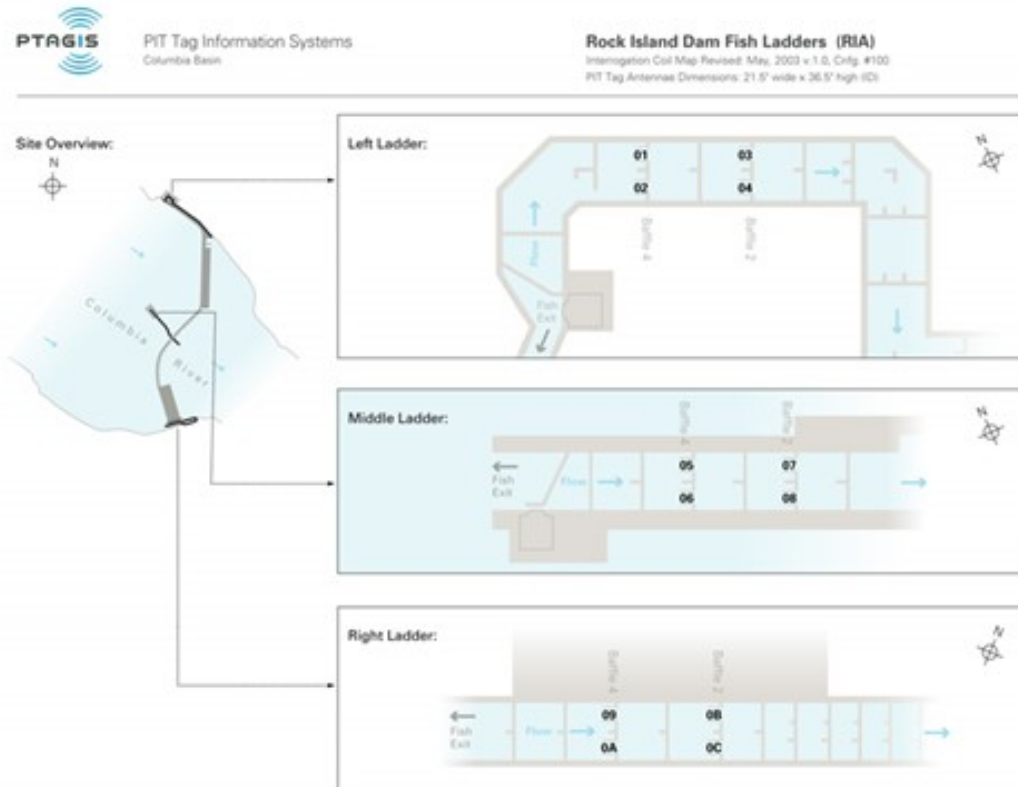 PTAGIS
PIT Tag Information Systems
Columbia Basin
Rock Island Dam Fish Ladders (RIA)
Interrogation Coil Map Revised: May, 2003 v.1.0, Cnfg. #100
PIT Tag Antennae Dimensions: 21.5" wide x 36.5" high (ID)
Site Overview:
N
Columbia
River
Left Ladder:
N
01
03
02
04
Baffle 4
Baffle 2
Flow
Fish
Exit
Middle Ladder:
N
Baffle 4
Baffle 2
05
07
Fish
Exit
Flow
06
08
Right Ladder:
N
Baffle 4
Baffle 2
09
0B
Fish
Exit
Flow
0A
0C